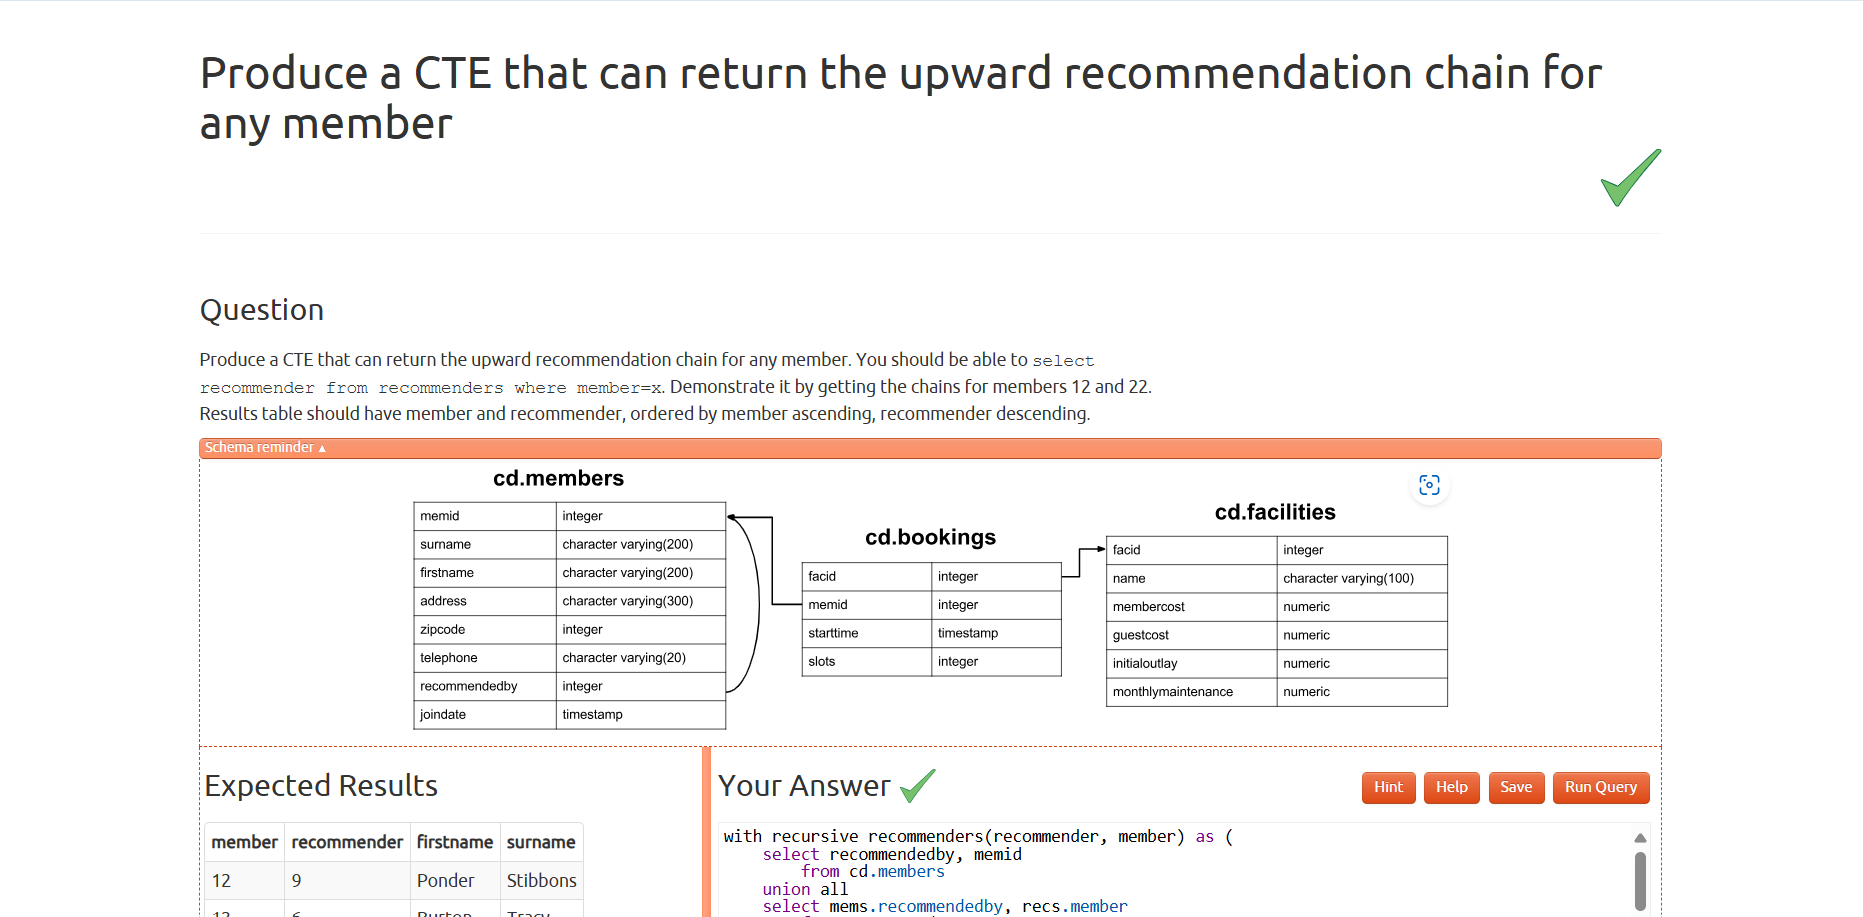 Produce a CTE that can return the upward recommendation chain for
any member
Question
Produce a CTE that can return the upward recommendation chain for any member. You should be able to select
recommender from recommenders where member=x. Demonstrate it by getting the chains for members 12 and 22.
Results table should have member and recommender, ordered by member ascending, recommender descending.
Schema reminder ▲
cd.members
memid integer
surname character varying(200)
firstname character varying(200)
address character varying(300)
zipcode integer
telephone character varying(20)
recommendedby integer
joindate timestamp
cd.bookings
facid integer
memid integer
starttime timestamp
slots integer
cd.facilities
facid integer
name character varying(100)
membercost numeric
guestcost numeric
initialoutlay numeric
monthlymaintenance numeric
Expected Results
member recommender firstname surname
12 9 Ponder Stibbons
Your Answer
Hint Help Save Run Query
with recursive recommenders(recommender, member) as (
select recommendedby, memid
from cd.members
union all
select mems.recommendedby, recs.member